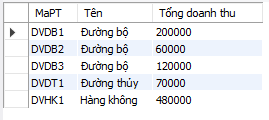 MaPT Tên Tổng doanh thu
DVDB1 Đường bộ 200000
DVDB2 Đường bộ 60000
DVDB3 Đường bộ 120000
DVDT1 Đường thủy 70000
DVHK1 Hàng không 480000